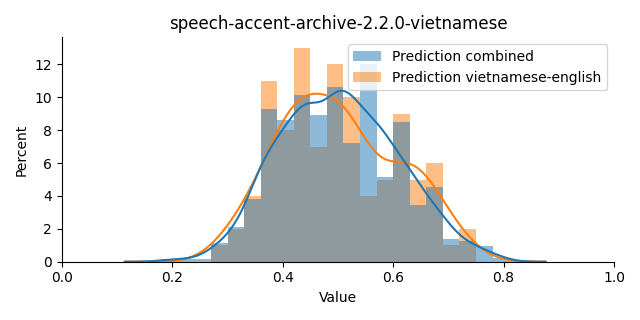 speech-accent-archive-2.2.0-vietnamese
Prediction combined
Prediction vietnamese-english
Percent
12
10
8
6
4
2
0
0.0 0.2 0.4 0.6 0.8 1.0
Value